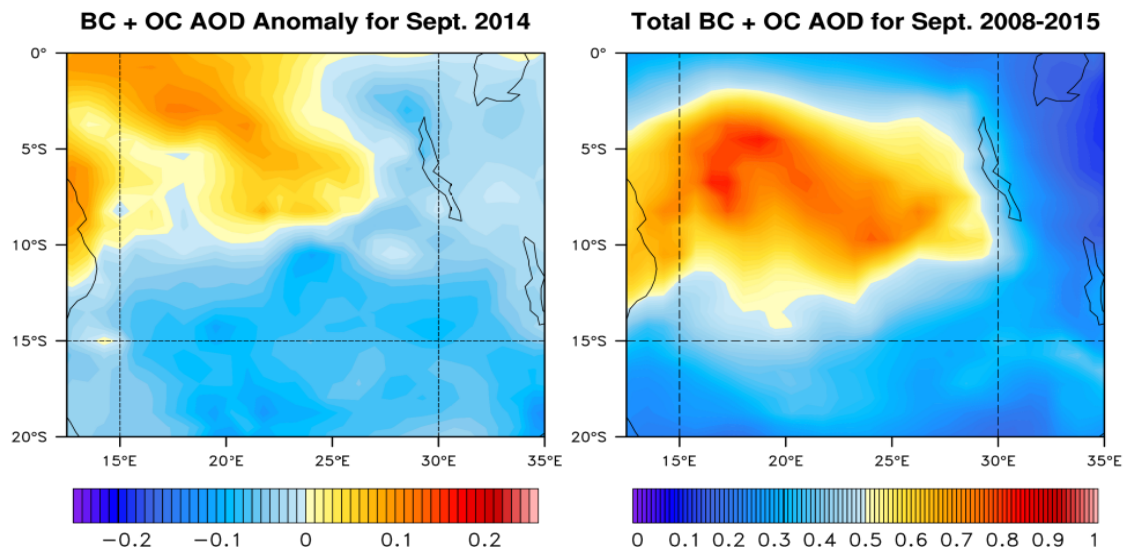 BC + OC AOD Anomaly for Sept. 2014
0°
5°S
10°S
15°S
20°S
15°E 20°E 25°E 30°E 35°E
−0.2 −0.1 0 0.1 0.2
Total BC + OC AOD for Sept. 2008-2015
0°
5°S
10°S
15°S
20°S
15°E 20°E 25°E 30°E 35°E
0 0.1 0.2 0.3 0.4 0.5 0.6 0.7 0.8 0.9 1